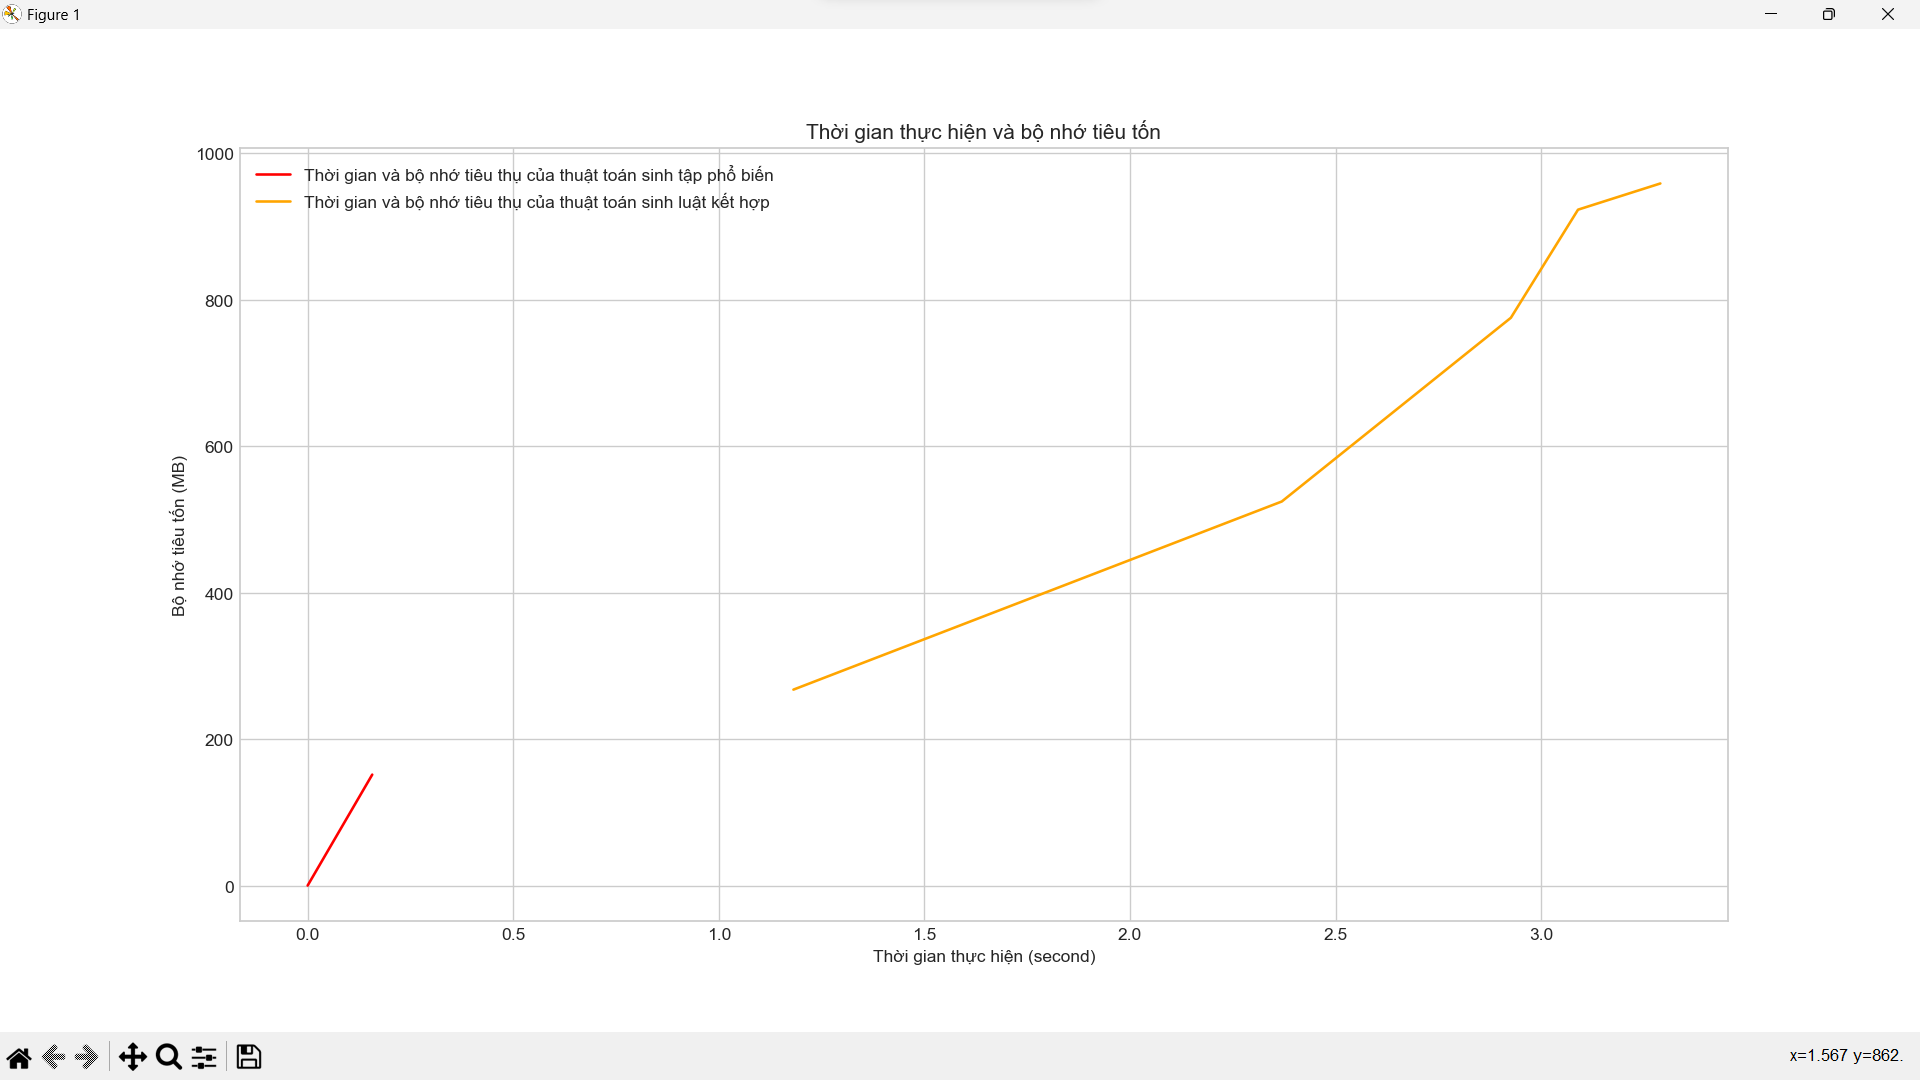 Figure 1
Thời gian thực hiện và bộ nhớ tiêu tốn
Thời gian và bộ nhớ tiêu thụ của thuật toán sinh tập phổ biến
Thời gian và bộ nhớ tiêu thụ của thuật toán sinh luật kết hợp
1000
800
600
400
200
0
Bộ nhớ tiêu tốn (MB)
0.0 0.5 1.0 1.5 2.0 2.5 3.0
Thời gian thực hiện (second)
x=1.567 y=862.